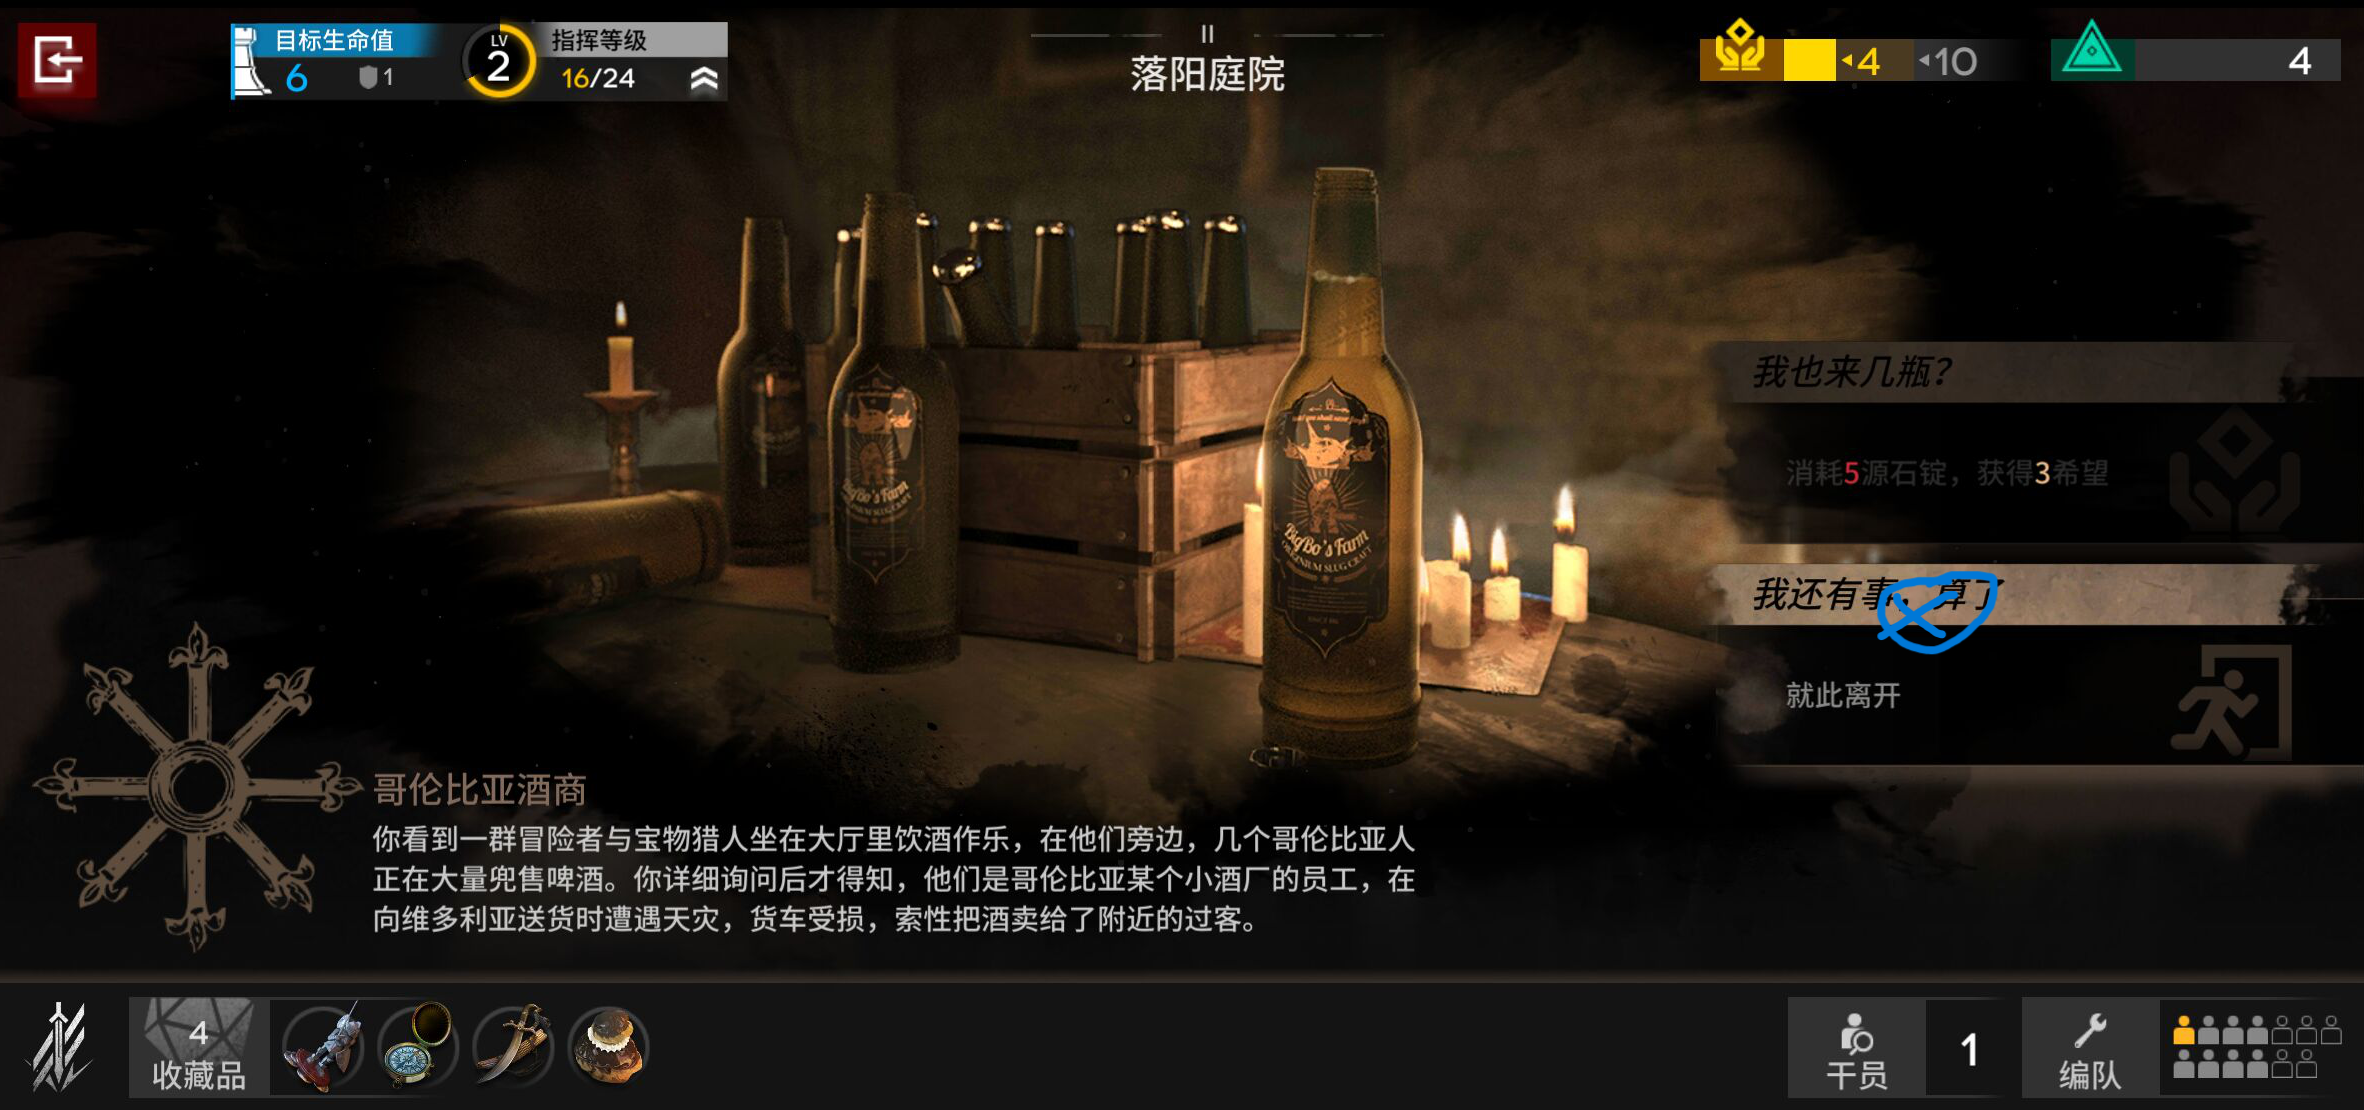 目标生命值
6 1
LV
2
指挥等级
16/24
II
落阳庭院
4 10
4
我也来几瓶?
消耗5源石锭，获得3希望
我还有事，算了
就此离开
BigBo's Farm
ORIGINIUM SLUG CRAFT
BigBo's Farm
哥伦比亚酒商
你看到一群冒险者与宝物猎人坐在大厅里饮酒作乐，在他们旁边，几个哥伦比亚人
正在大量兜售啤酒。你详细询问后才得知，他们是哥伦比亚某个小酒厂的员工，在
向维多利亚送货时遭遇天灾，货车受损，索性把酒卖给了附近的过客。
4
收藏品
干员
1
编队